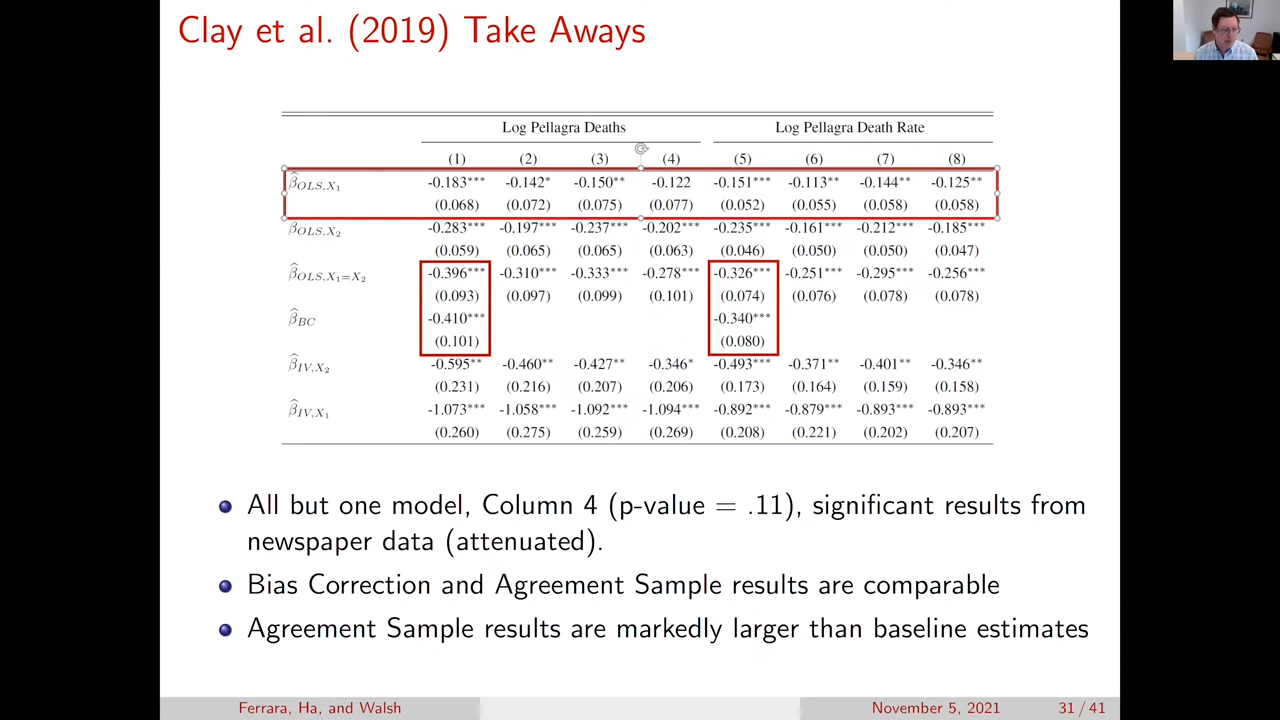 Clay et al. (2019) Take Aways
Log Pellagra Deaths Log Pellagra Death Rate
(1) (2) (3) (4) (5) (6) (7) (8)
β̂OLS,X1 -0.183*** -0.142* -0.150** -0.122 -0.151*** -0.113** -0.144** -0.125**
(0.068) (0.072) (0.075) (0.077) (0.052) (0.055) (0.058) (0.058)
β̂OLS,X2 -0.283*** -0.197*** -0.237*** -0.202*** -0.235*** -0.161*** -0.212*** -0.185***
(0.059) (0.065) (0.065) (0.063) (0.046) (0.050) (0.050) (0.047)
β̂OLS,X1=X2 -0.396*** -0.310*** -0.333*** -0.278*** -0.326*** -0.251*** -0.295*** -0.256***
(0.093) (0.097) (0.099) (0.101) (0.074) (0.076) (0.078) (0.078)
β̂BC -0.410*** -0.340***
(0.101) (0.080)
β̂IV,X2 -0.595** -0.460** -0.427** -0.346* -0.493*** -0.371** -0.401** -0.346**
(0.231) (0.216) (0.207) (0.206) (0.173) (0.164) (0.159) (0.158)
β̂IV,X1 -1.073*** -1.058*** -1.092*** -1.094*** -0.892*** -0.879*** -0.893*** -0.893***
(0.260) (0.275) (0.259) (0.269) (0.208) (0.221) (0.202) (0.207)
All but one model, Column 4 (p-value = .11), significant results from
newspaper data (attenuated).
Bias Correction and Agreement Sample results are comparable
Agreement Sample results are markedly larger than baseline estimates
Ferrara, Ha, and Walsh November 5, 2021 31 / 41